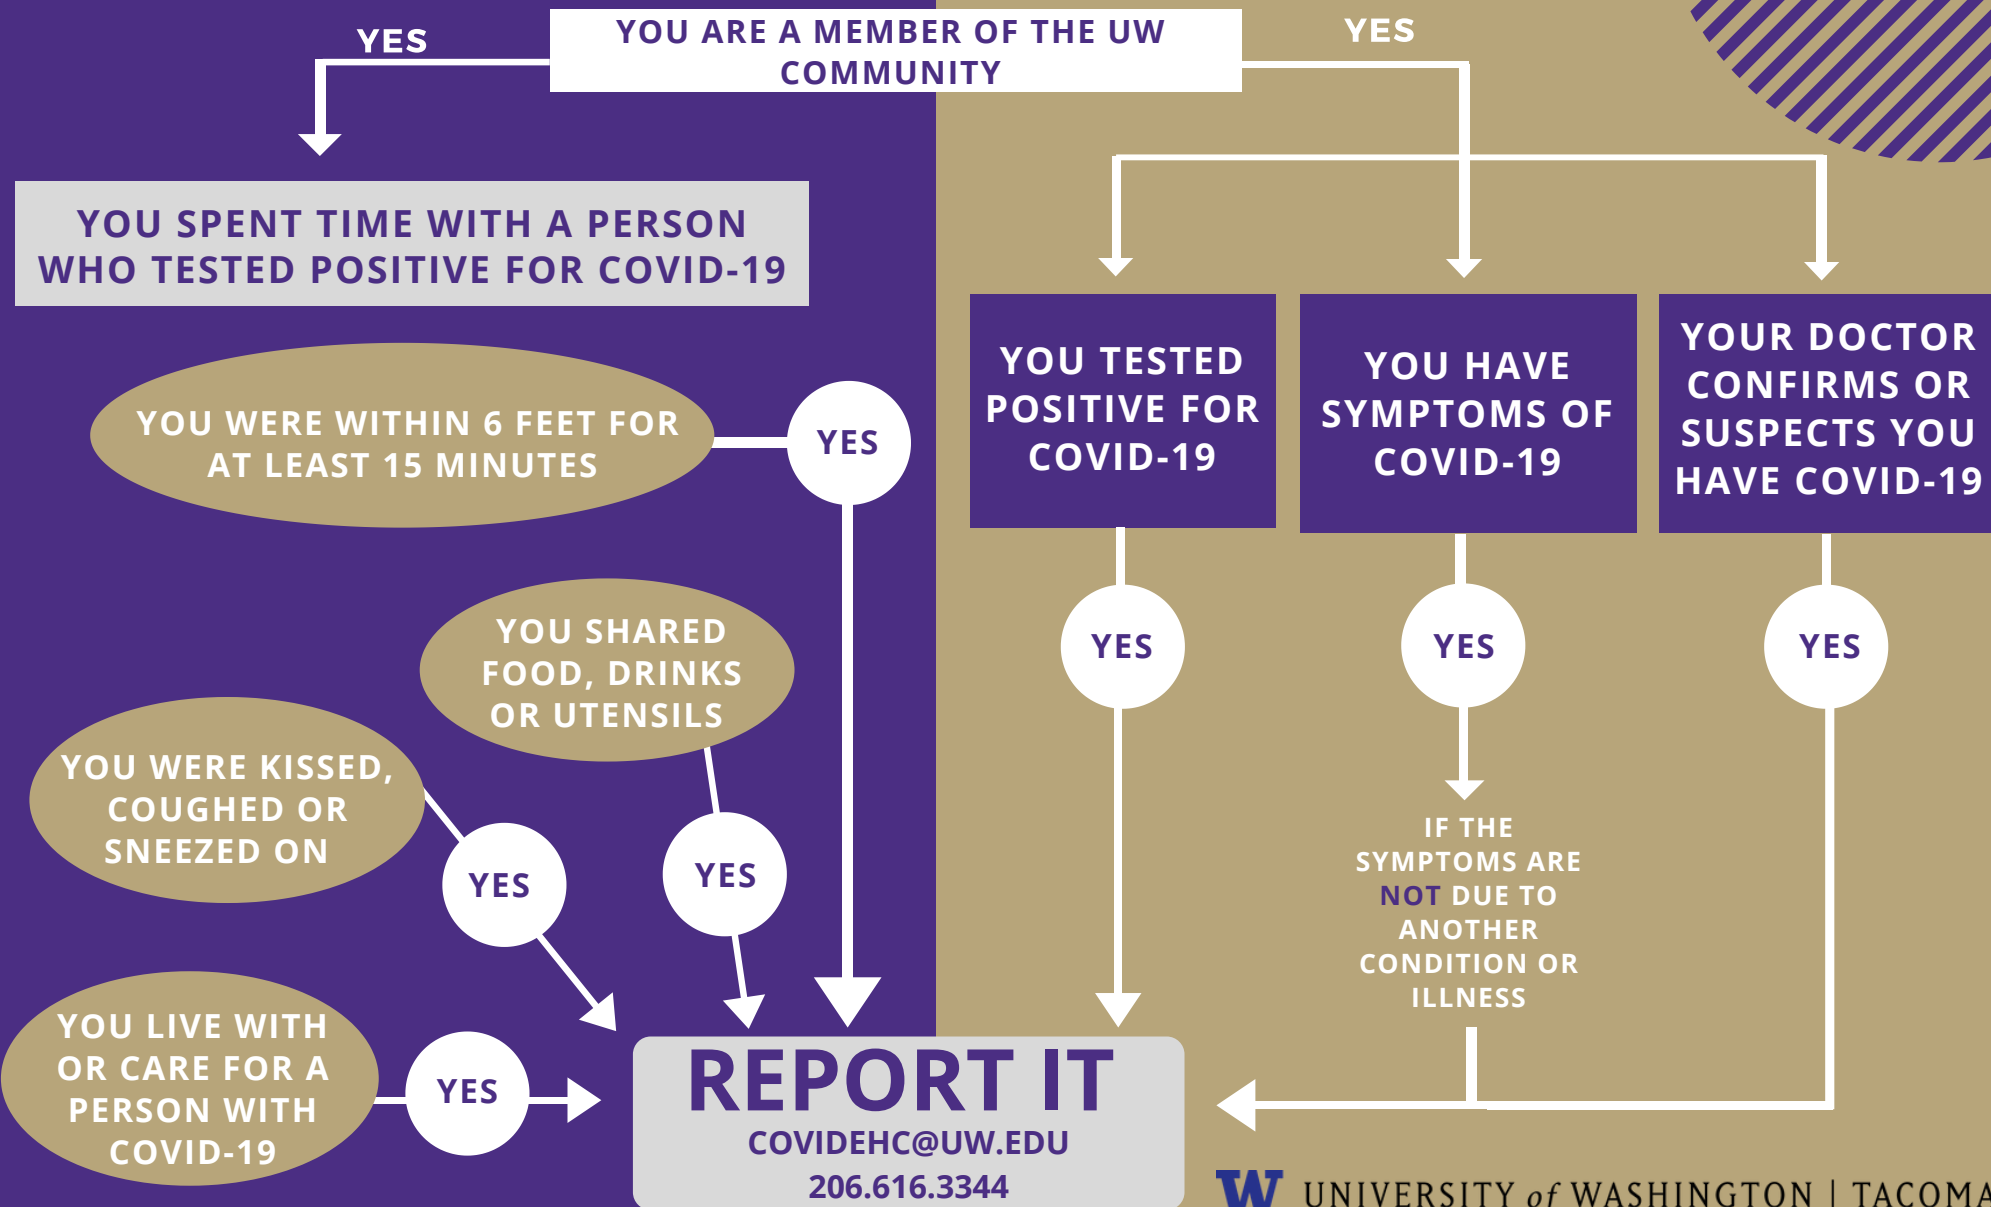 YOU ARE A MEMBER OF THE UW
COMMUNITY
YES
YES
YOU SPENT TIME WITH A PERSON
WHO TESTED POSITIVE FOR COVID-19
YOU WERE WITHIN 6 FEET FOR
AT LEAST 15 MINUTES
YES
YOU SHARED
FOOD, DRINKS
OR UTENSILS
YES
YOU WERE KISSED,
COUGHED OR
SNEEZED ON
YES
YOU LIVE WITH
OR CARE FOR A
PERSON WITH
COVID-19
YES
YOU TESTED
POSITIVE FOR
COVID-19
YES
YOU HAVE
SYMPTOMS OF
COVID-19
YES
IF THE
SYMPTOMS ARE
NOT DUE TO
ANOTHER
CONDITION OR
ILLNESS
YOUR DOCTOR
CONFIRMS OR
SUSPECTS YOU
HAVE COVID-19
YES
REPORT IT
COVIDEHC@UW.EDU
206.616.3344
W UNIVERSITY of WASHINGTON | TACOMA